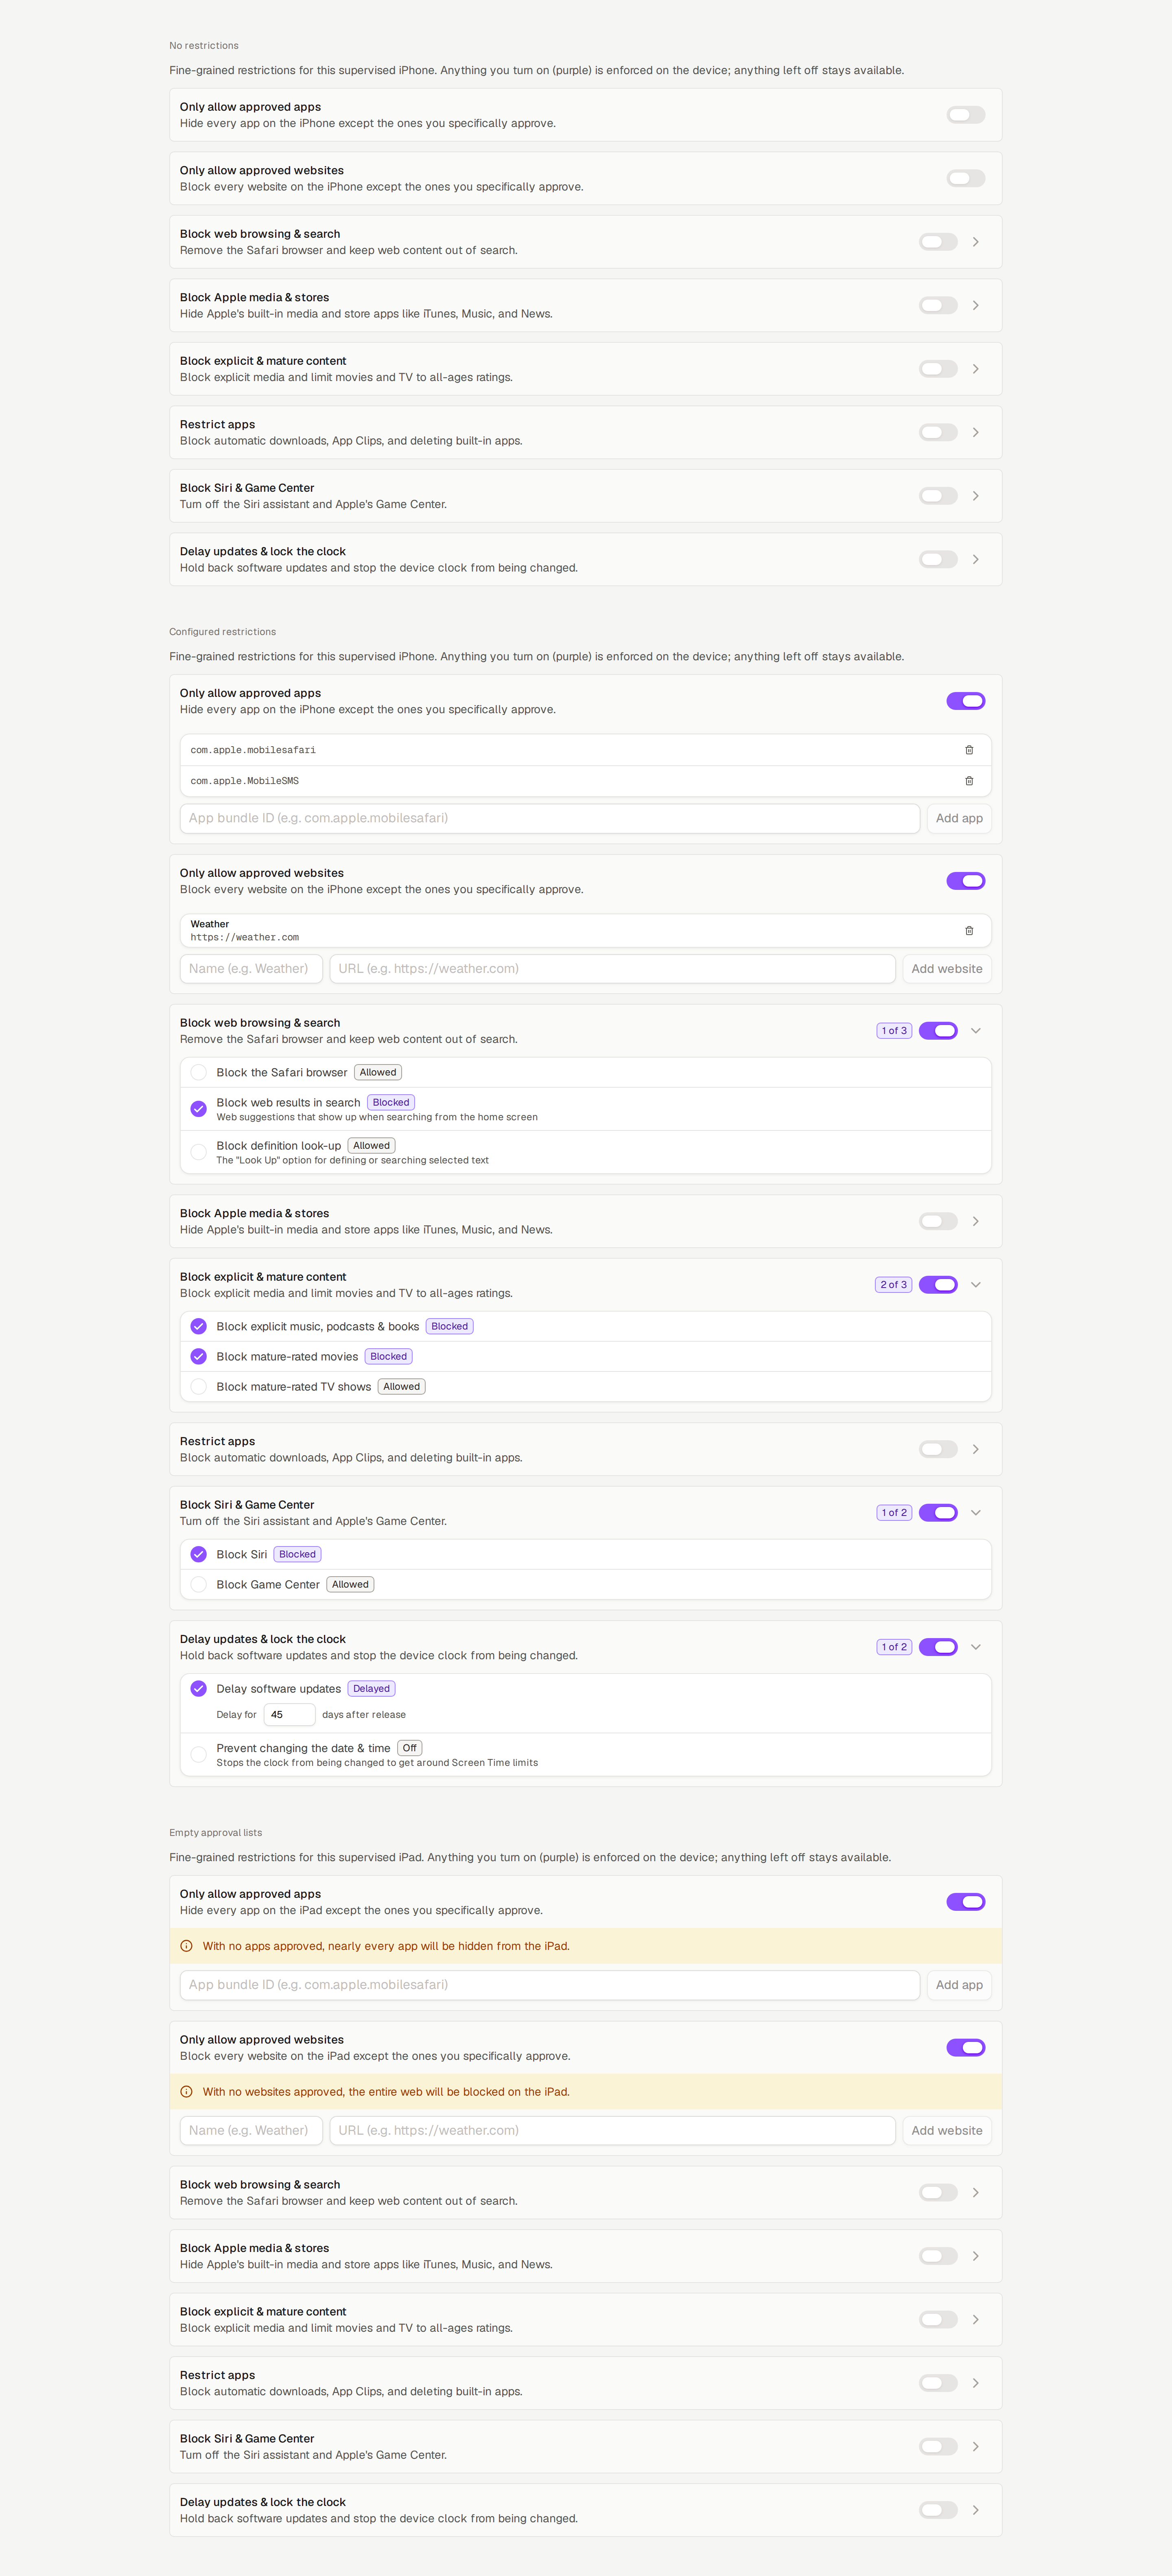 No restrictions
Fine-grained restrictions for this supervised iPhone. Anything you turn on (purple) is enforced on the device; anything left off stays available.
Only allow approved apps
Hide every app on the iPhone except the ones you specifically approve.
Only allow approved websites
Block every website on the iPhone except the ones you specifically approve.
Block web browsing & search
Remove the Safari browser and keep web content out of search.
Block Apple media & stores
Hide Apple's built-in media and store apps like iTunes, Music, and News.
Block explicit & mature content
Block explicit media and limit movies and TV to all-ages ratings.
Restrict apps
Block automatic downloads, App Clips, and deleting built-in apps.
Block Siri & Game Center
Turn off the Siri assistant and Apple's Game Center.
Delay updates & lock the clock
Hold back software updates and stop the device clock from being changed.
Configured restrictions
Fine-grained restrictions for this supervised iPhone. Anything you turn on (purple) is enforced on the device; anything left off stays available.
Only allow approved apps
Hide every app on the iPhone except the ones you specifically approve.
com.apple.mobilesafari
com.apple.MobileSMS
App bundle ID (e.g. com.apple.mobilesafari) Add app
Only allow approved websites
Block every website on the iPhone except the ones you specifically approve.
Weather
https://weather.com
Name (e.g. Weather) URL (e.g. https://weather.com) Add website
Block web browsing & search
Remove the Safari browser and keep web content out of search.
1 of 3
Block the Safari browser Allowed
Block web results in search Blocked
Web suggestions that show up when searching from the home screen
Block definition look-up Allowed
The "Look Up" option for defining or searching selected text
Block Apple media & stores
Hide Apple's built-in media and store apps like iTunes, Music, and News.
Block explicit & mature content
Block explicit media and limit movies and TV to all-ages ratings.
2 of 3
Block explicit music, podcasts & books Blocked
Block mature-rated movies Blocked
Block mature-rated TV shows Allowed
Restrict apps
Block automatic downloads, App Clips, and deleting built-in apps.
Block Siri & Game Center
Turn off the Siri assistant and Apple's Game Center.
1 of 2
Block Siri Blocked
Block Game Center Allowed
Delay updates & lock the clock
Hold back software updates and stop the device clock from being changed.
1 of 2
Delay software updates Delayed
Delay for 45 days after release
Prevent changing the date & time Off
Stops the clock from being changed to get around Screen Time limits
Empty approval lists
Fine-grained restrictions for this supervised iPad. Anything you turn on (purple) is enforced on the device; anything left off stays available.
Only allow approved apps
Hide every app on the iPad except the ones you specifically approve.
With no apps approved, nearly every app will be hidden from the iPad.
App bundle ID (e.g. com.apple.mobilesafari) Add app
Only allow approved websites
Block every website on the iPad except the ones you specifically approve.
With no websites approved, the entire web will be blocked on the iPad.
Name (e.g. Weather) URL (e.g. https://weather.com) Add website
Block web browsing & search
Remove the Safari browser and keep web content out of search.
Block Apple media & stores
Hide Apple's built-in media and store apps like iTunes, Music, and News.
Block explicit & mature content
Block explicit media and limit movies and TV to all-ages ratings.
Restrict apps
Block automatic downloads, App Clips, and deleting built-in apps.
Block Siri & Game Center
Turn off the Siri assistant and Apple's Game Center.
Delay updates & lock the clock
Hold back software updates and stop the device clock from being changed.